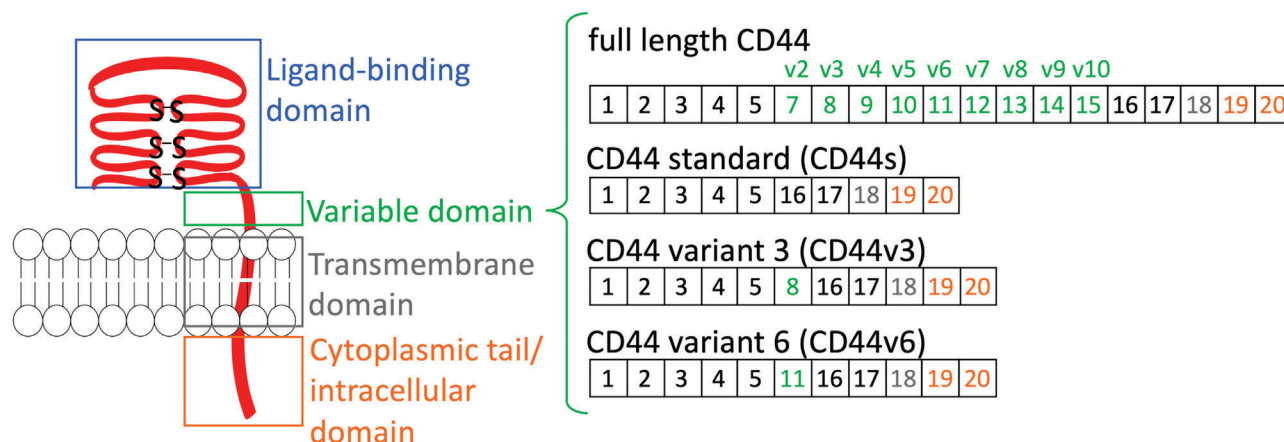 Ligand-binding
domain
S-S
S-S
S-S
Variable domain
Transmembrane
domain
Cytoplasmic tail/
intracellular
domain
full length CD44
v2 v3 v4 v5 v6 v7 v8 v9 v10
1 2 3 4 5 7 8 9 10 11 12 13 14 15 16 17 18 19 20
CD44 standard (CD44s)
1 2 3 4 5 16 17 18 19 20
CD44 variant 3 (CD44v3)
1 2 3 4 5 8 16 17 18 19 20
CD44 variant 6 (CD44v6)
1 2 3 4 5 11 16 17 18 19 20